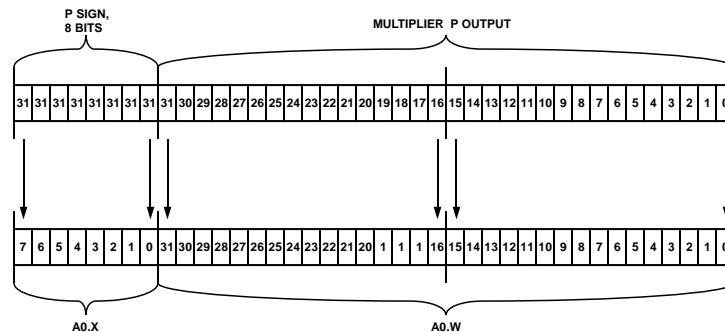 P SIGN,
8 BITS
MULTIPLIER P OUTPUT
31 31 31 31 31 31 31 31 31 30 29 28 27 26 25 24 23 22 21 20 19 18 17 16 15 14 13 12 11 10 9 8 7 6 5 4 3 2 1 0
7 6 5 4 3 2 1 0 31 30 29 28 27 26 25 24 23 22 21 20 1 1 1 16 15 14 13 12 11 10 9 8 7 6 5 4 3 2 1 0
A0.X
A0.W